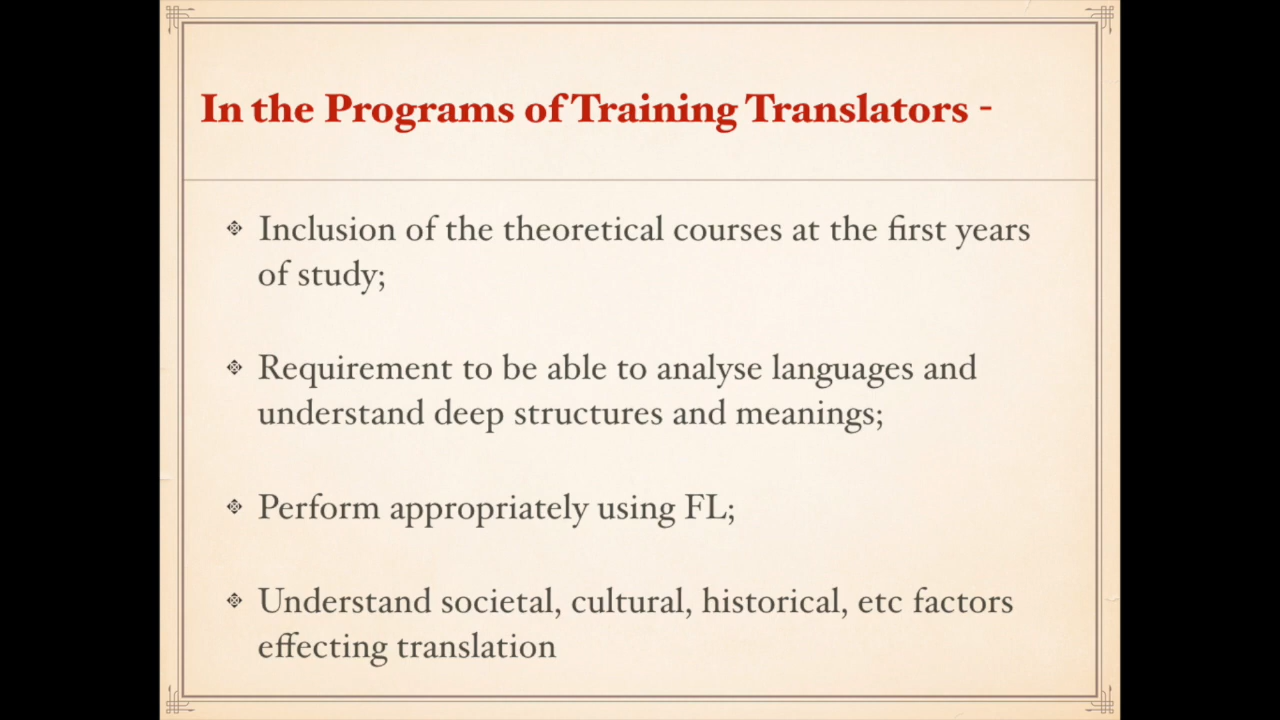 In the Programs of Training Translators -
Inclusion of the theoretical courses at the first years
of study;
Requirement to be able to analyse languages and
understand deep structures and meanings;
Perform appropriately using FL;
Understand societal, cultural, historical, etc factors
effecting translation